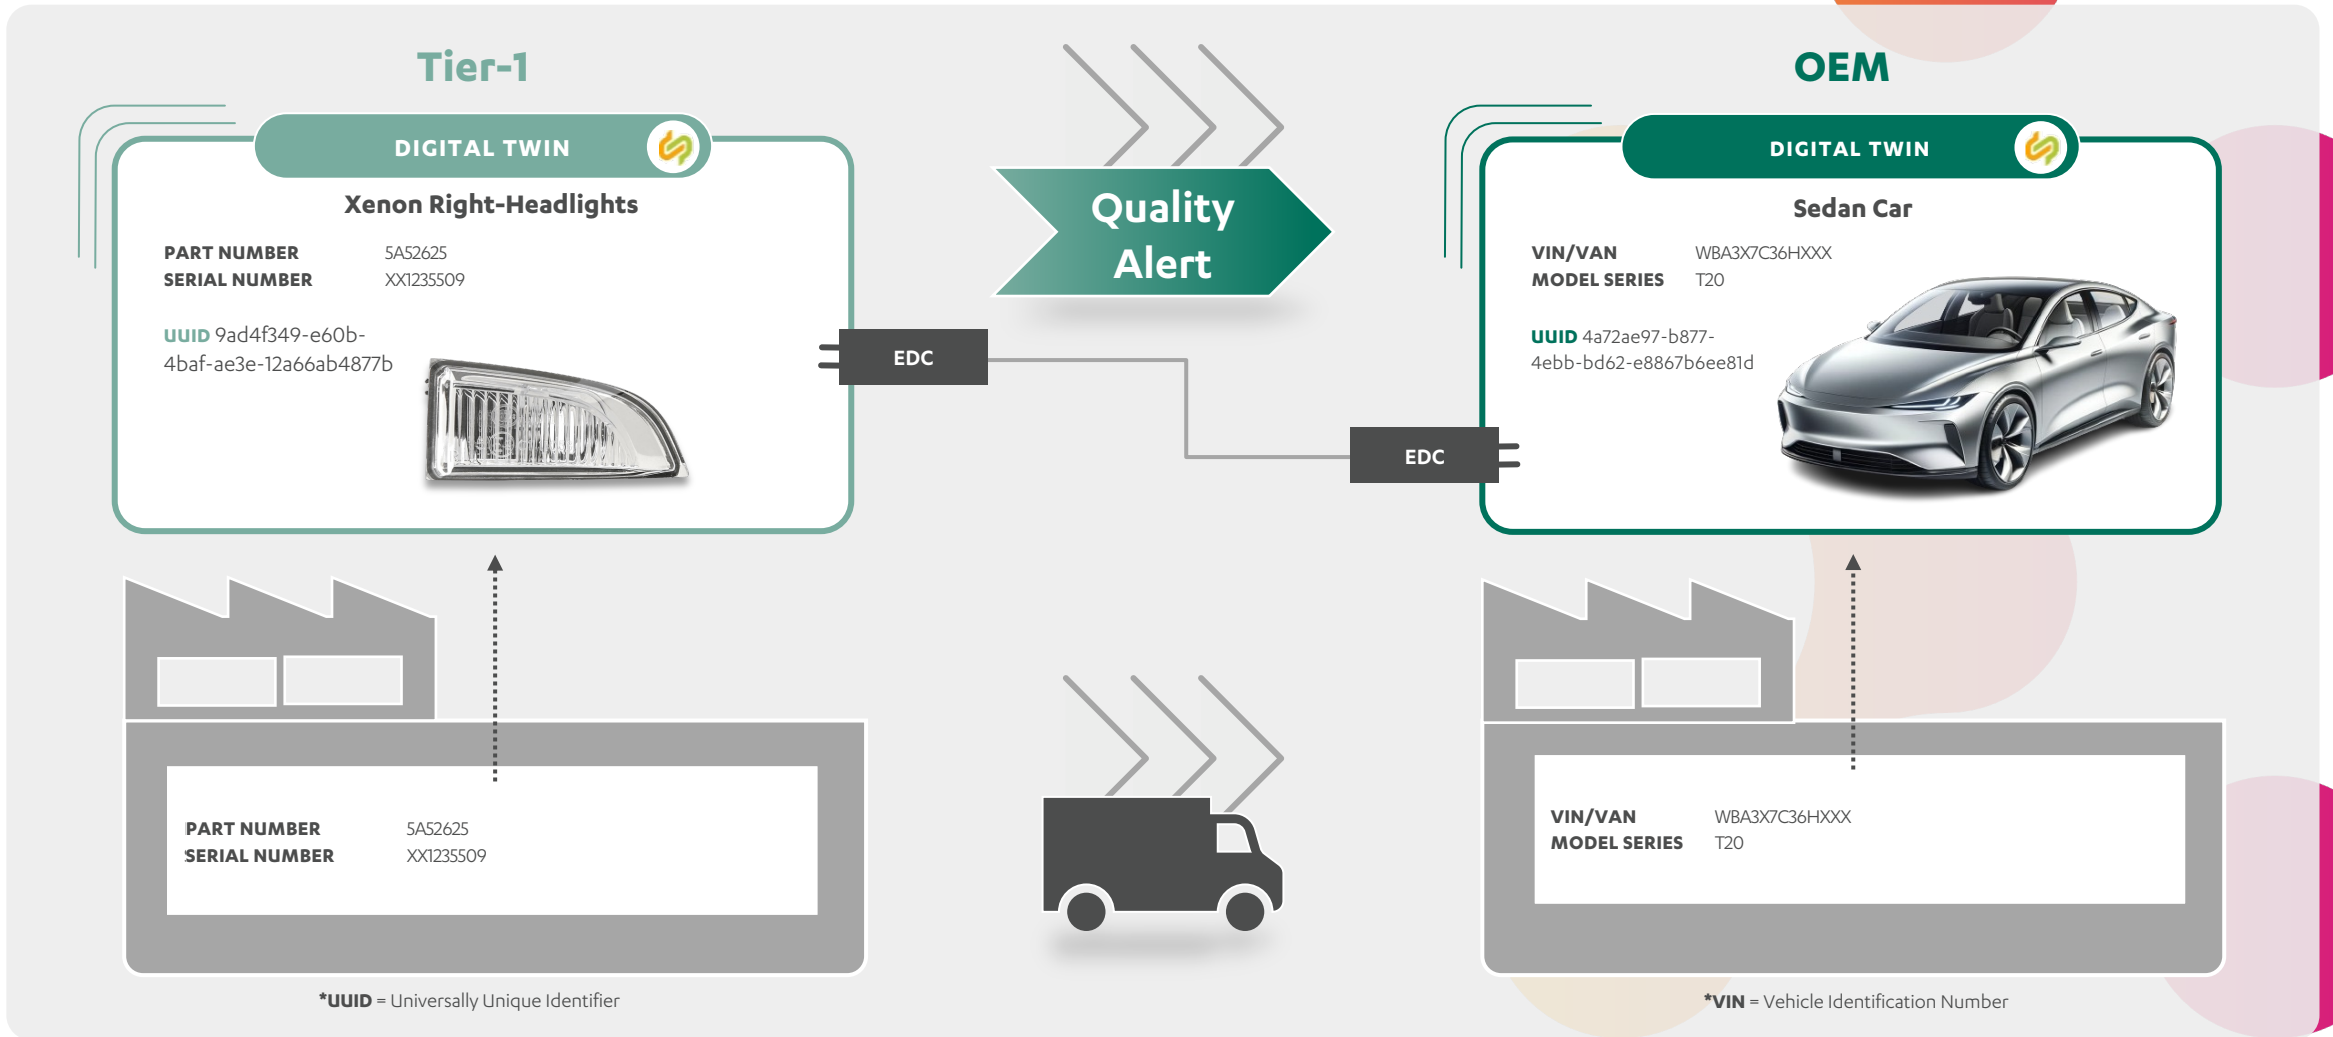 Tier-1
DIGITAL TWIN
Xenon Right-Headlights
PART NUMBER 5A52625
SERIAL NUMBER XX1235509
UUID 9ad4f349-e60b-
4baf-ae3e-12a66ab4877b
EDC
Quality
Alert
OEM
DIGITAL TWIN
Sedan Car
VIN/VAN WBA3X7C36HXXX
MODEL SERIES T20
UUID 4a72ae97-b877-
4ebb-bd62-e8867b6ee81d
EDC
PART NUMBER 5A52625
SERIAL NUMBER XX1235509
VIN/VAN WBA3X7C36HXXX
MODEL SERIES T20
*UUID = Universally Unique Identifier
*VIN = Vehicle Identification Number